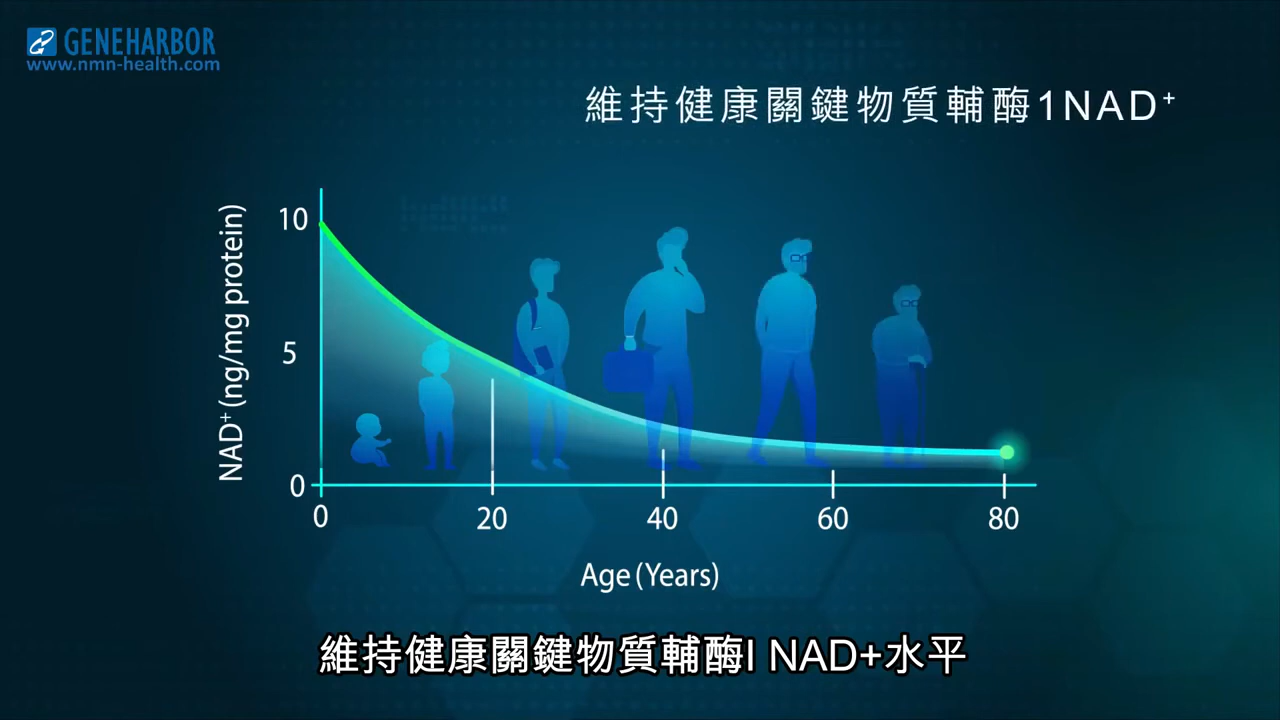 GENEHARBOR
www.nmn-health.com
維持健康關鍵物質輔酶1NAD⁺
NAD⁺(ng/mg protein)
10
5
0
0 20 40 60 80
Age (Years)
維持健康關鍵物質輔酶I NAD+水平